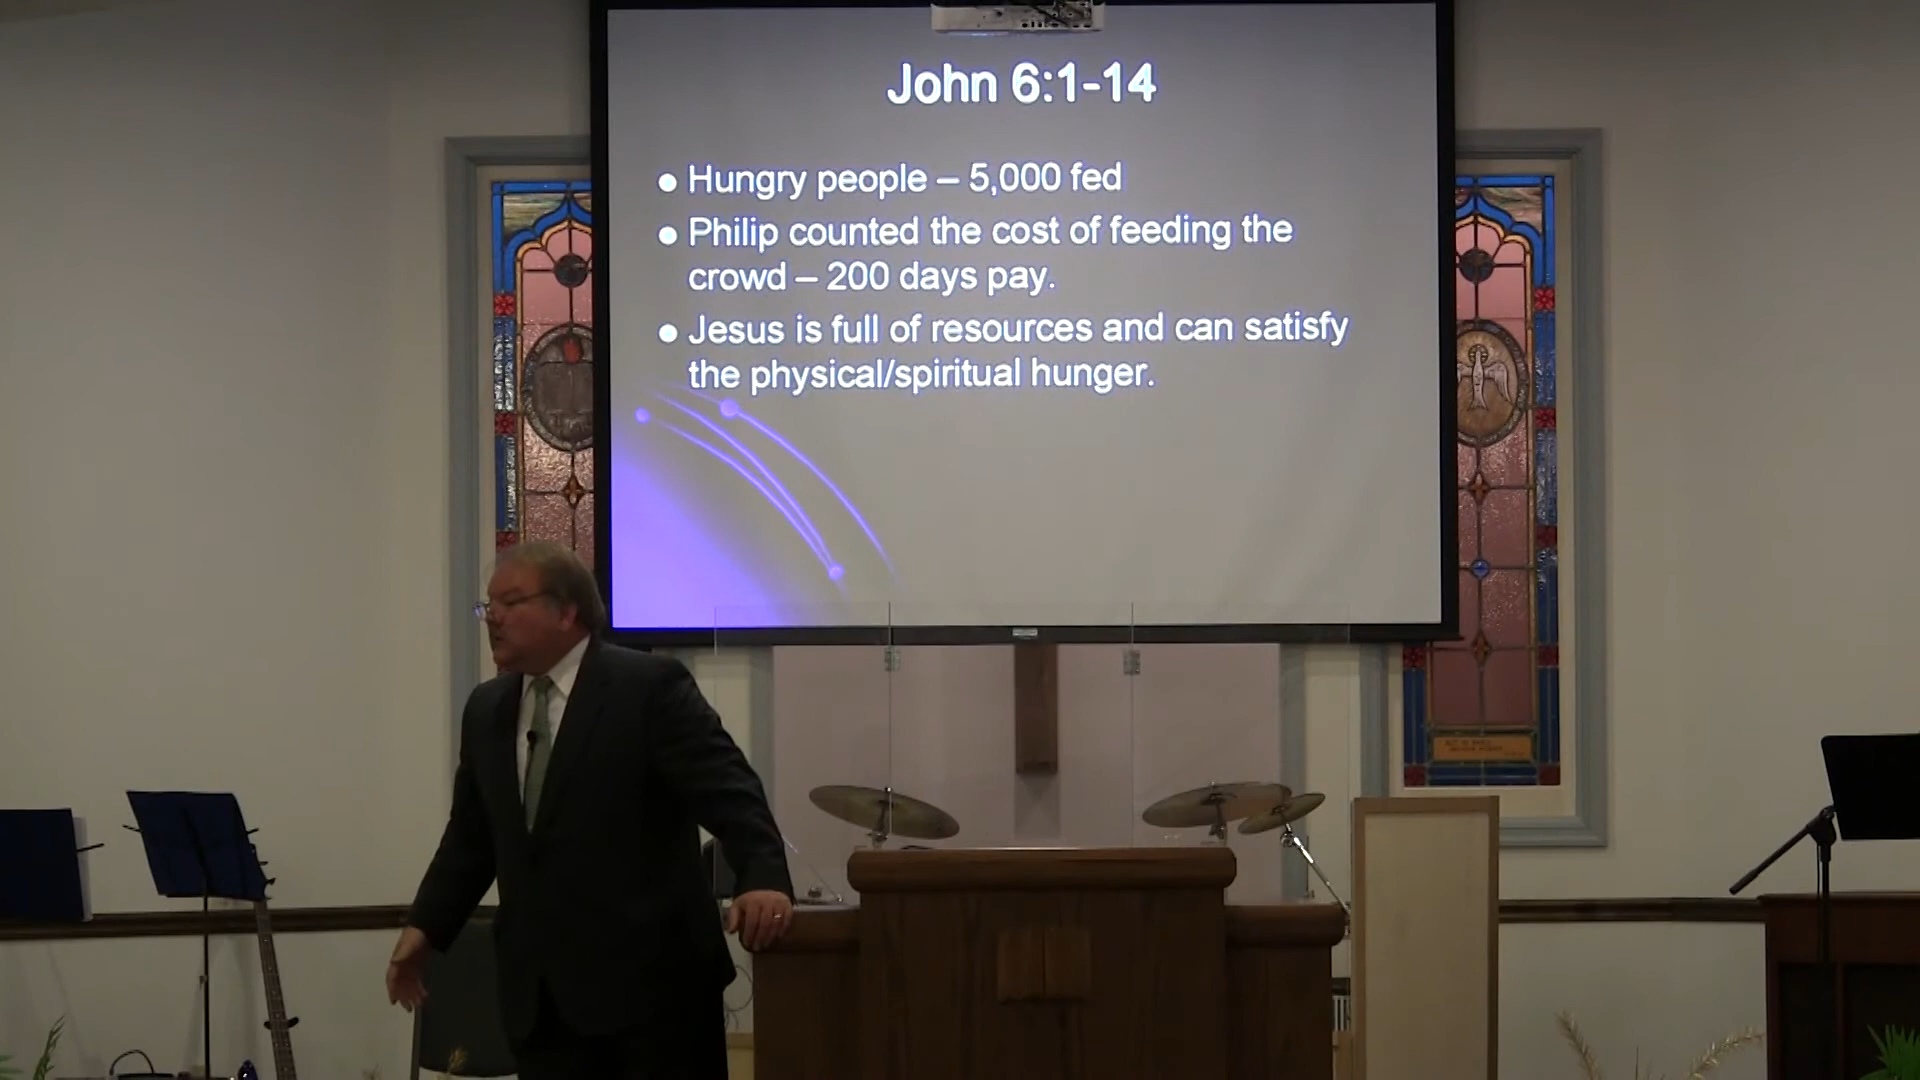 John 6:1-14
● Hungry people – 5,000 fed
● Philip counted the cost of feeding the
crowd – 200 days pay.
● Jesus is full of resources and can satisfy
the physical/spiritual hunger.